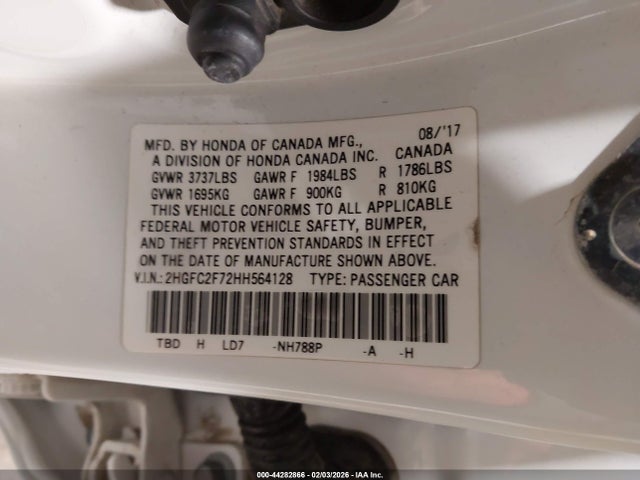 MFD. BY HONDA OF CANADA MFG., 08/'17
A DIVISION OF HONDA CANADA INC. CANADA
GVWR 3737LBS GAWR F 1984LBS R 1786LBS
GVWR 1695KG GAWR F 900KG R 810KG
THIS VEHICLE CONFORMS TO ALL APPLICABLE
FEDERAL MOTOR VEHICLE SAFETY, BUMPER,
AND THEFT PREVENTION STANDARDS IN EFFECT
ON THE DATE OF MANUFACTURE SHOWN ABOVE.
V.I.N.: 2HGFC2F72HH564128 TYPE: PASSENGER CAR
TBD H LD7 -NH788P -A -H
000-44282866 - 02/03/2026 - IAA Inc.